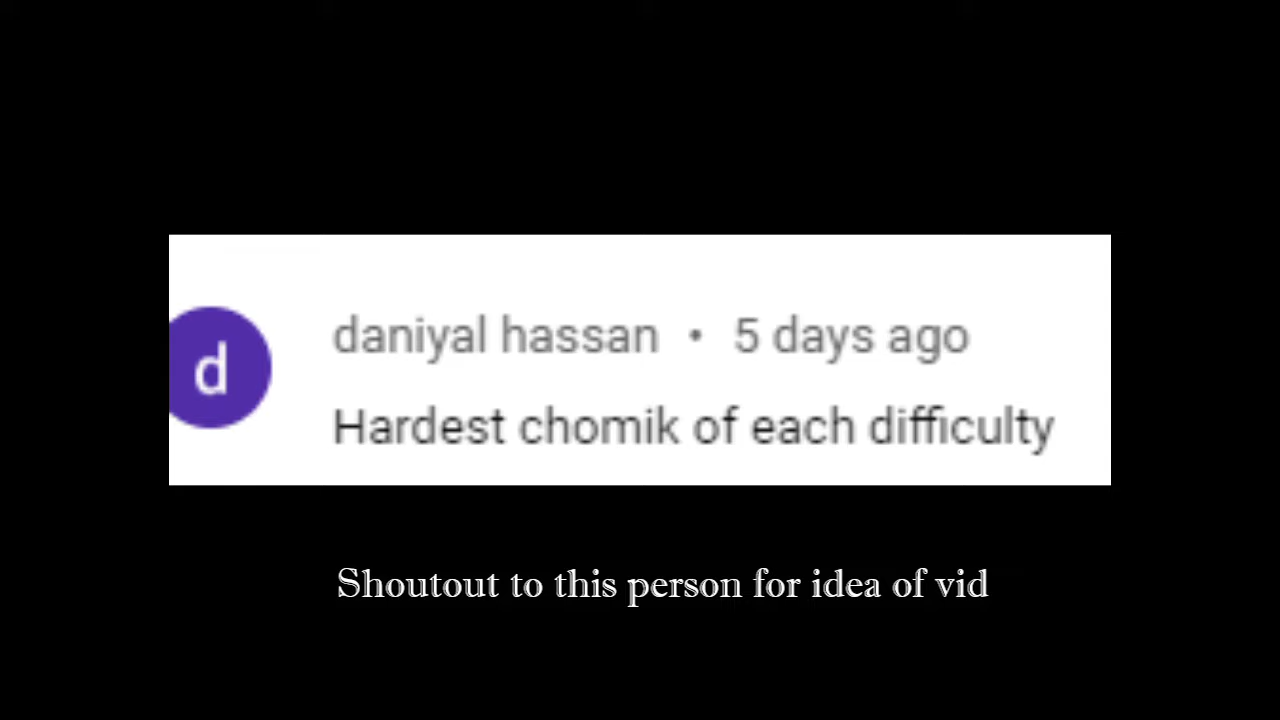 d
daniyal hassan • 5 days ago
Hardest chomik of each difficulty
Shoutout to this person for idea of vid